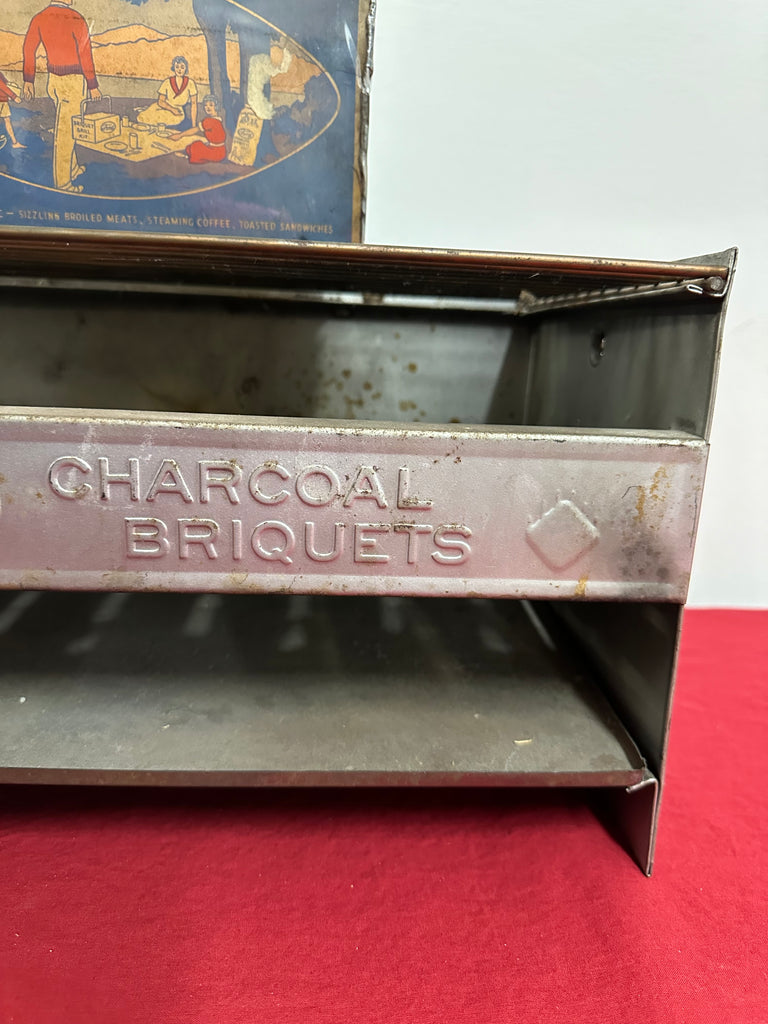 — SIZZLING BROILED MEATS, STEAMING COFFEE, TOASTED SANDWICHES
CHARCOAL
BRIQUETS